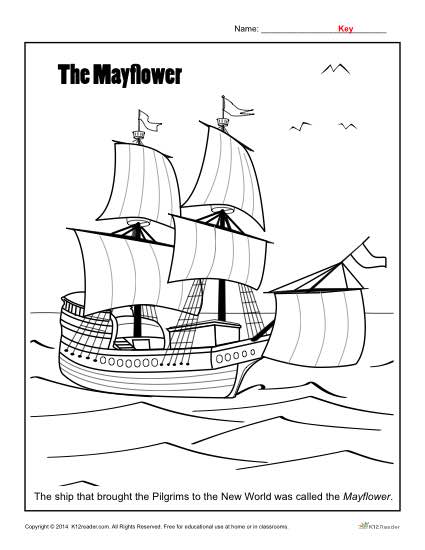 Name: Key
The Mayflower
The ship that brought the Pilgrims to the New World was called the Mayflower.
Copyright © 2014 K12reader.com. All Rights Reserved. Free for educational use at home or in classrooms.
K12Reader